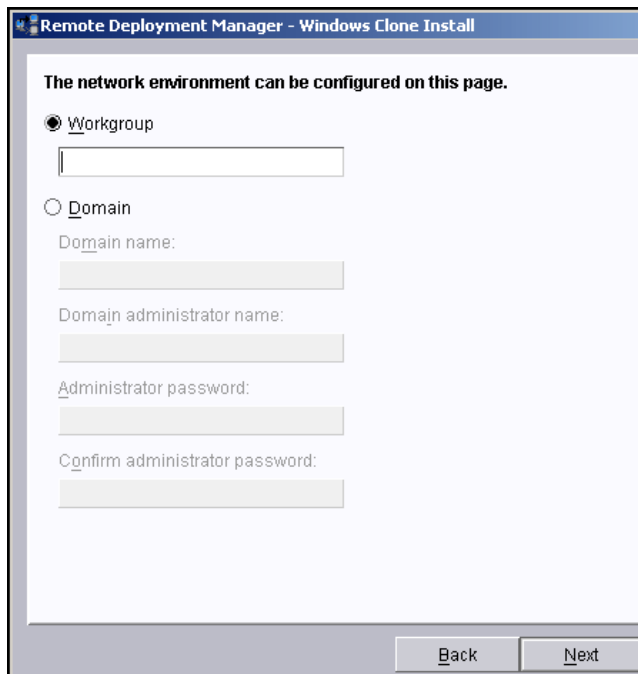 Remote Deployment Manager - Windows Clone Install
The network environment can be configured on this page.
Workgroup
Domain
Domain name:
Domain administrator name:
Administrator password:
Confirm administrator password:
Back Next